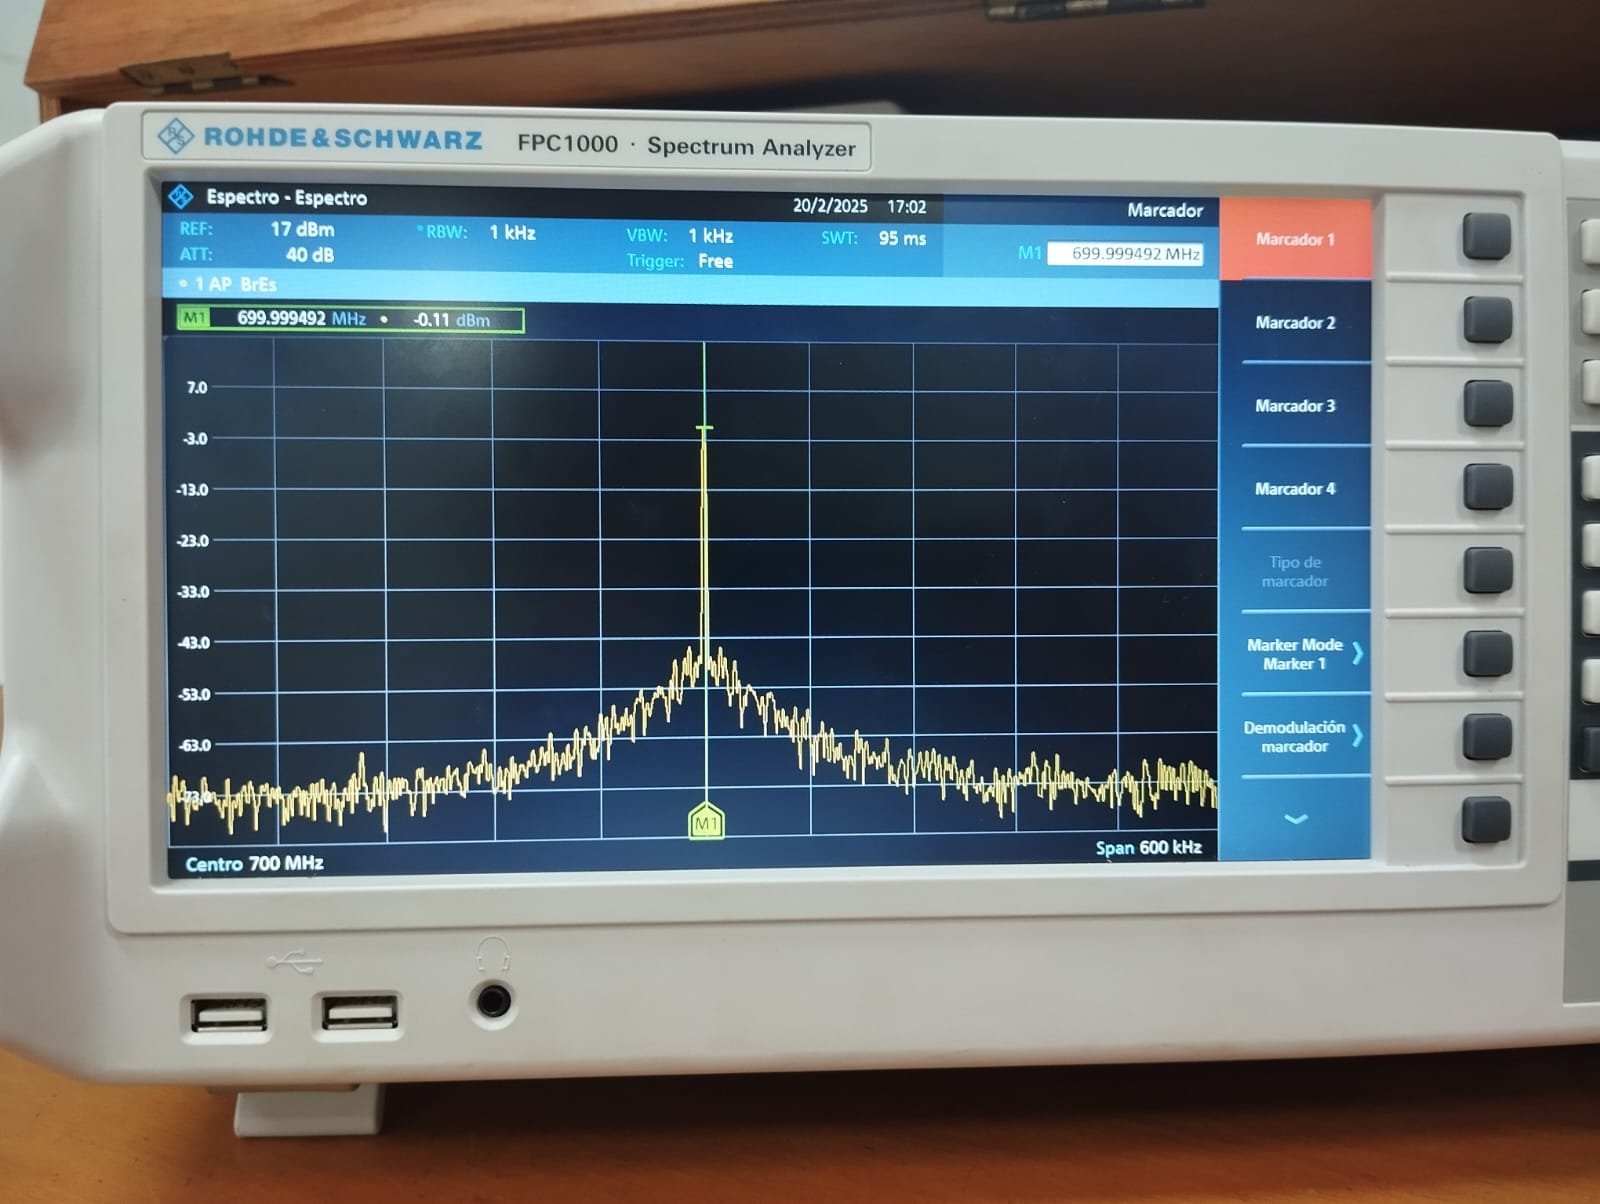 ROHDE&SCHWARZ FPC1000 · Spectrum Analyzer
Espectro - Espectro 20/2/2025 17:02 Marcador
REF: 17 dBm RBW: 1 kHz VBW: 1 kHz SWT: 95 ms
ATT: 40 dB Trigger: Free M1 699.999492 MHz
1 AP BrEs
M1 699.999492 MHz -0.11 dBm
7.0
-3.0
-13.0
-23.0
-33.0
-43.0
-53.0
-63.0
-73.0
M1
Centro 700 MHz Span 600 kHz
Marcador 1
Marcador 2
Marcador 3
Marcador 4
Tipo de
marcador
Marker Mode
Marker 1
Demodulación
marcador